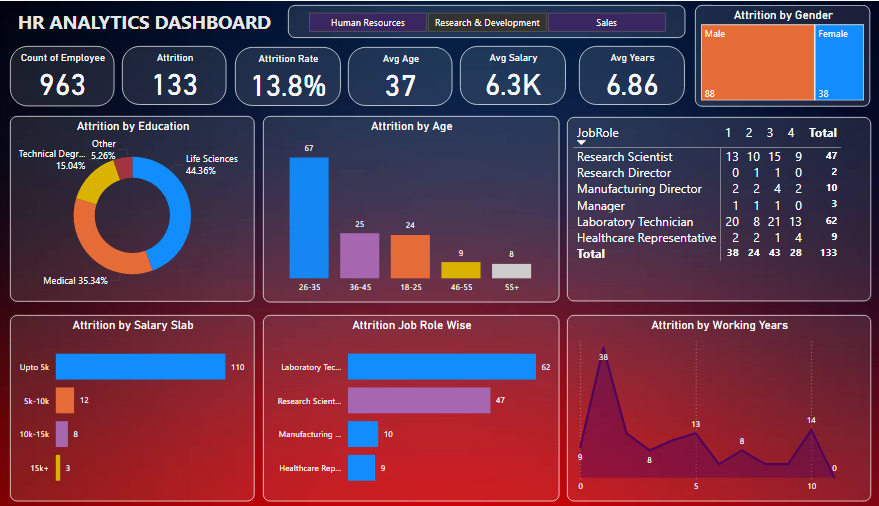 HR ANALYTICS DASHBOARD
Human Resources
Research & Development
Sales
Count of Employee
963
Attrition
133
Attrition Rate
13.8%
Avg Age
37
Avg Salary
6.3K
Avg Years
6.86
Attrition by Gender
Male
88
Female
38
Attrition by Education
Other
5.26%
Technical Degr...
15.04%
Life Sciences
44.36%
Medical 35.34%
Attrition by Age
67
25
24
9
8
26-35 36-45 18-25 46-55 55+
JobRole 1 2 3 4 Total
Research Scientist 13 10 15 9 47
Research Director 0 1 1 0 2
Manufacturing Director 2 2 4 2 10
Manager 1 1 1 0 3
Laboratory Technician 20 8 21 13 62
Healthcare Representative 2 2 1 4 9
Total 38 24 43 28 133
Attrition by Salary Slab
Upto 5k 110
5k-10k 12
10k-15k 8
15k+ 3
Attrition Job Role Wise
Laboratory Tec... 62
Research Scient... 47
Manufacturing ... 10
Healthcare Rep... 9
Attrition by Working Years
38
9
8
13
8
14
0
0 5 10